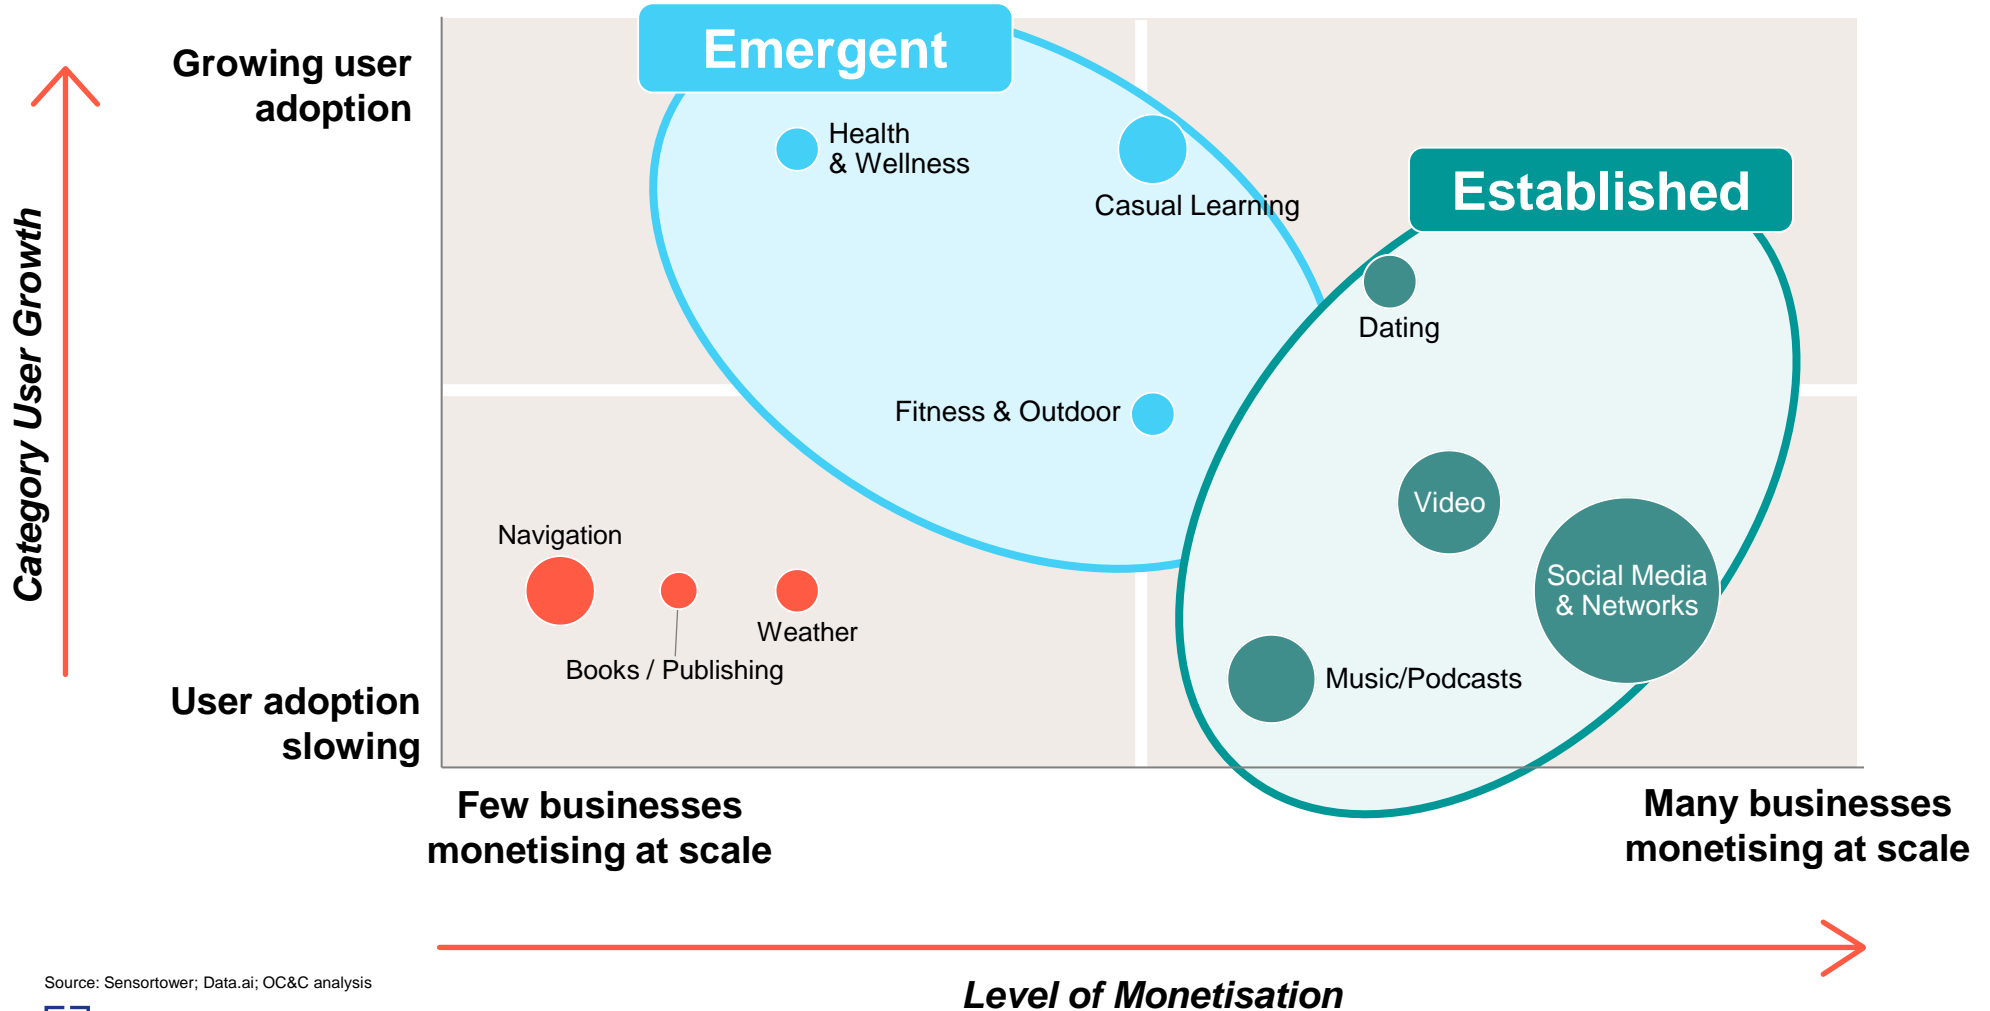 Emergent
Growing user
adoption
Health
& Wellness
Casual Learning
Established
Dating
Category User Growth
Fitness & Outdoor
Video
Navigation
Social Media
& Networks
Weather
Books / Publishing
Music/Podcasts
User adoption
slowing
Few businesses
monetising at scale
Many businesses
monetising at scale
Source: Sensortower; Data.ai; OC&C analysis
Level of Monetisation